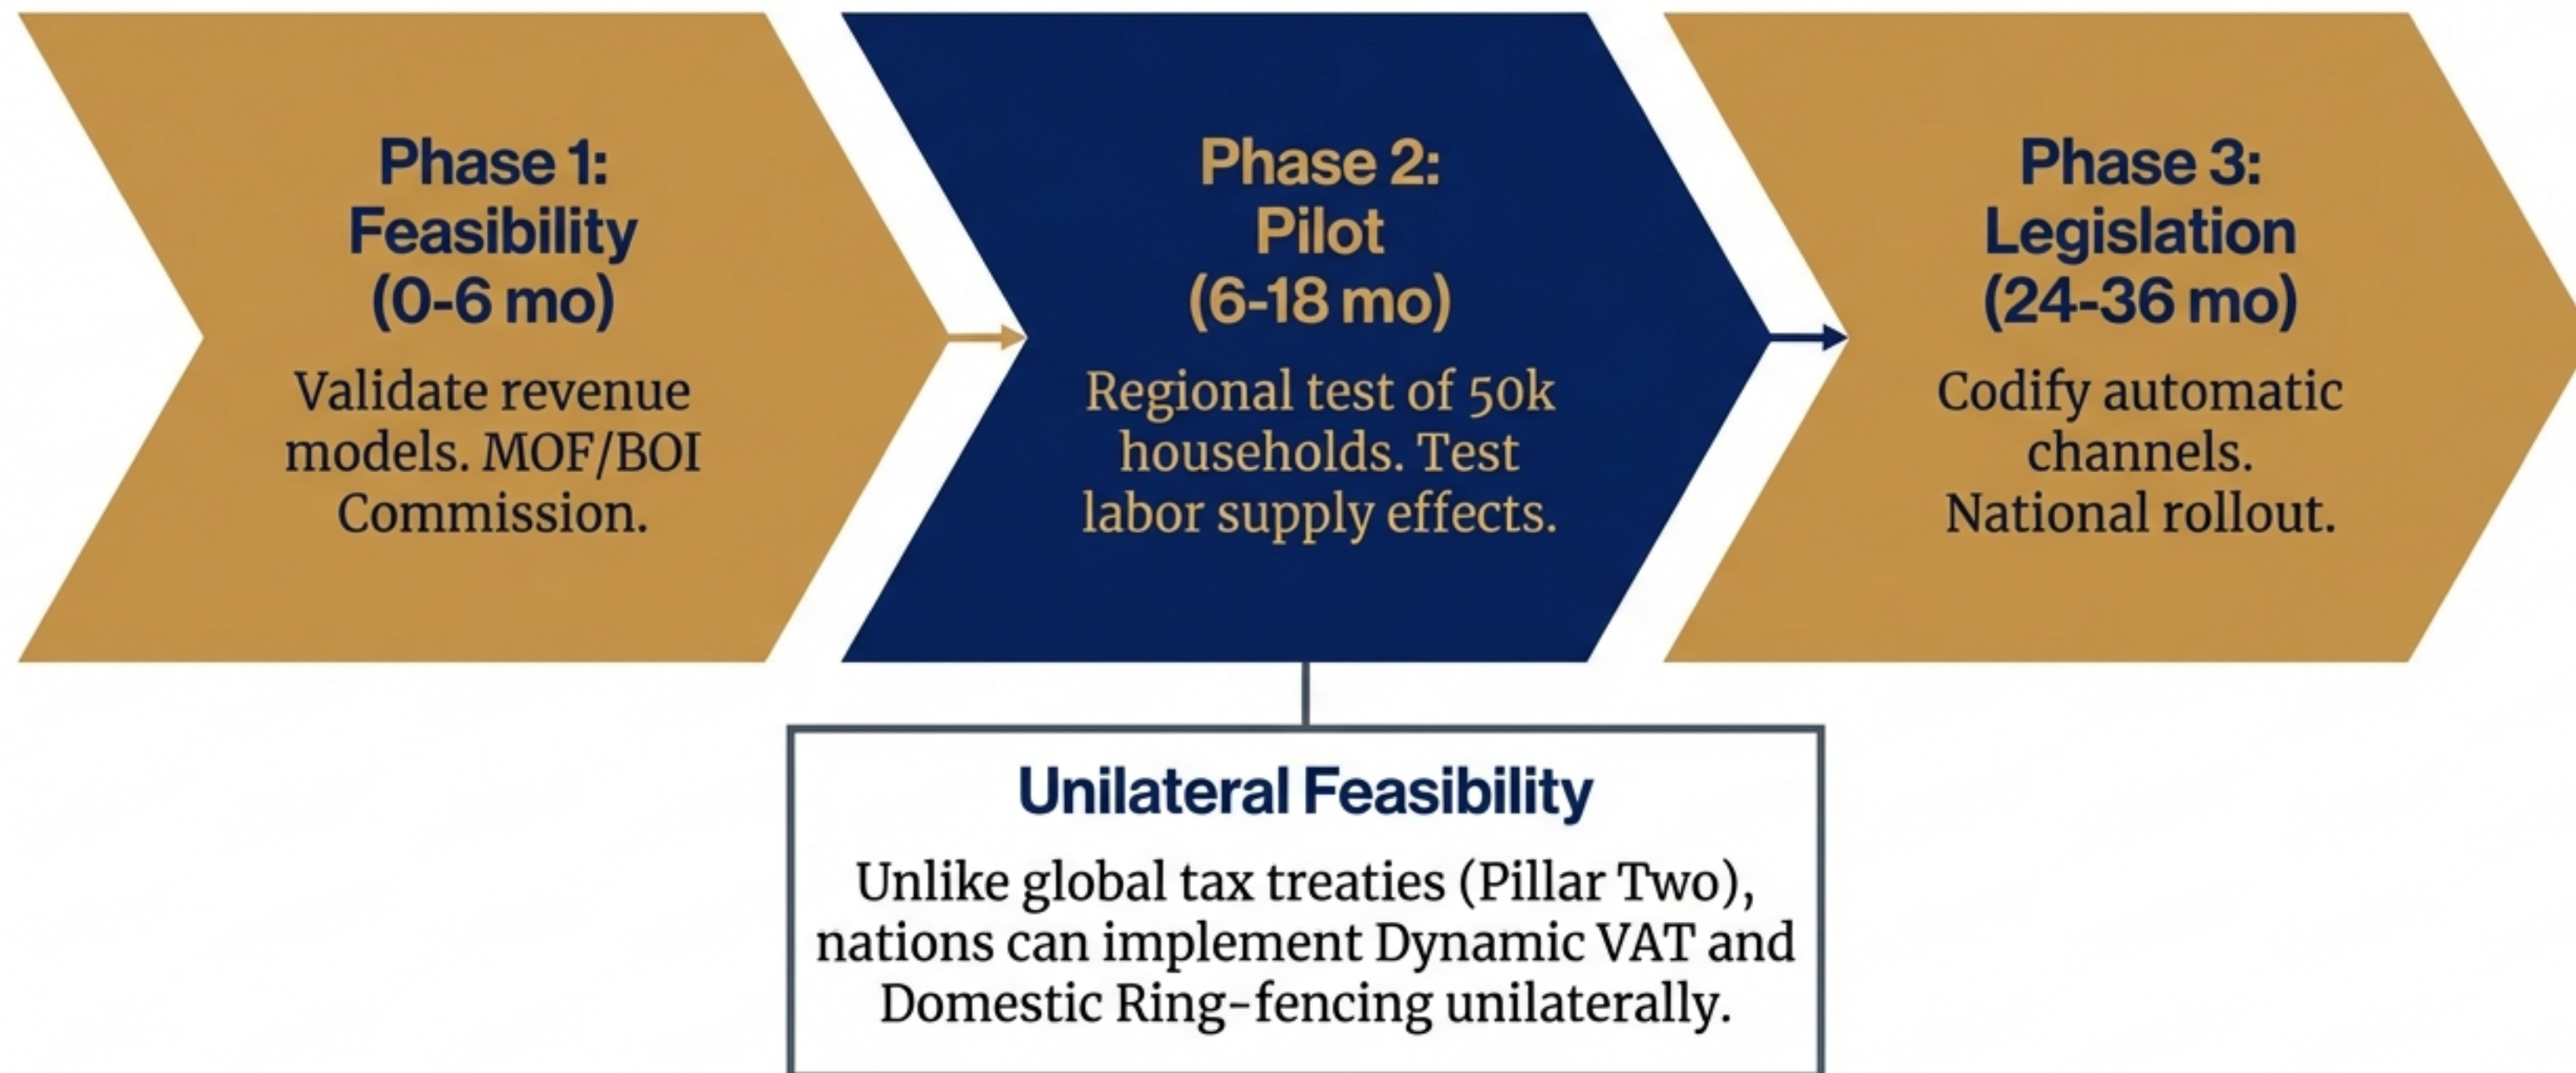 Phase 1:
Feasibility
(0-6 mo)
Validate revenue
models. MOF/BOI
Commission.
Phase 2:
Pilot
(6-18 mo)
Regional test of 50k
households. Test
labor supply effects.
Phase 3:
Legislation
(24-36 mo)
Codify automatic
channels.
National rollout.
Unilateral Feasibility
Unlike global tax treaties (Pillar Two),
nations can implement Dynamic VAT and
Domestic Ring-fencing unilaterally.